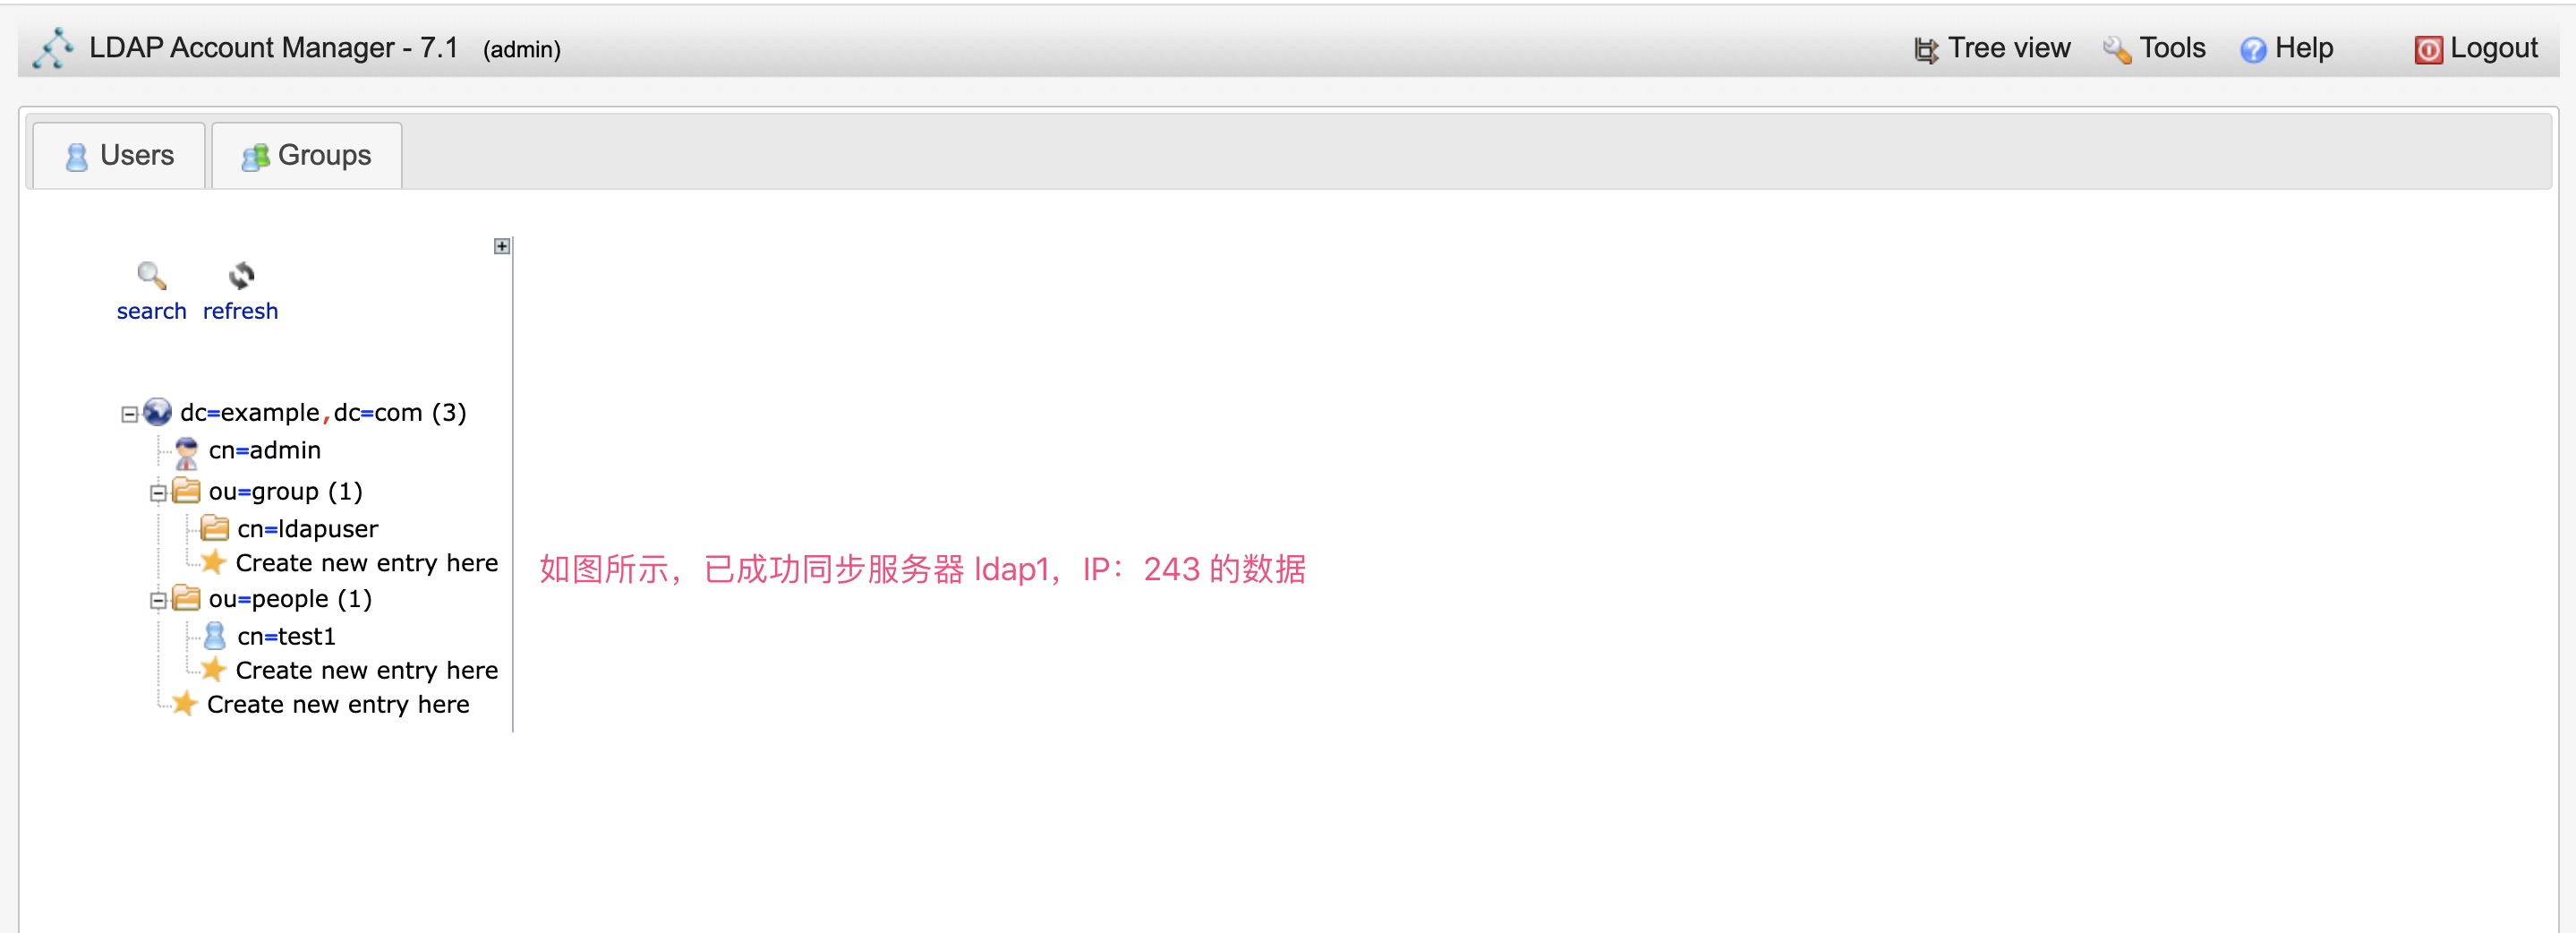 LDAP Account Manager - 7.1 (admin) Tree view Tools Help Logout
Users Groups
search refresh
dc=example,dc=com (3)
cn=admin
ou=group (1)
cn=ldapuser
Create new entry here
如图所示，已成功同步服务器 ldap1，IP：243 的数据
ou=people (1)
cn=test1
Create new entry here
Create new entry here